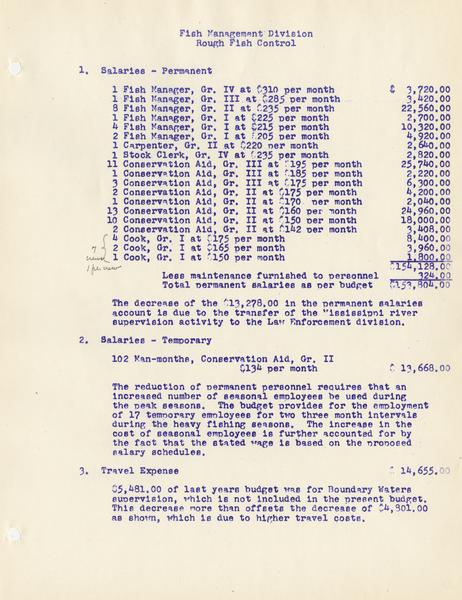 Fish Management Division
Rough Fish Control
1. Salaries - Permanent
1 Fish Manager, Gr. IV at $310 per month $ 3,720.00
1 Fish Manager, Gr. III at $285 per month 3,420.00
8 Fish Manager, Gr. II at $235 per month 22,560.00
1 Fish Manager, Gr. I at $225 per month 2,700.00
4 Fish Manager, Gr. I at $215 per month 10,320.00
2 Fish Manager, Gr. I at $205 per month 4,920.00
1 Carpenter, Gr. II at $220 per month 2,640.00
1 Stock Clerk, Gr. IV at $235 per month 2,820.00
11 Conservation Aid, Gr. III at $195 per month 25,740.00
1 Conservation Aid, Gr. III at $185 per month 2,220.00
3 Conservation Aid, Gr. III at $175 per month 6,300.00
2 Conservation Aid, Gr. II at $175 per month 4,200.00
1 Conservation Aid, Gr. II at $170 per month 2,040.00
13 Conservation Aid, Gr. II at $160 per month 24,960.00
10 Conservation Aid, Gr. II at $150 per month 18,000.00
2 Conservation Aid, Gr. II at $142 per month 3,408.00
4 Cook, Gr. I at $175 per month 8,400.00
7 2 Cook, Gr. I at $165 per month 3,960.00
crews 1 Cook, Gr. I at $150 per month 1,800.00
1 per crew $154,128.00
Less maintenance furnished to personnel 324.00
Total permanent salaries as per budget $153,804.00
The decrease of the $13,278.00 in the permanent salaries
account is due to the transfer of the Mississippi river
supervision activity to the Law Enforcement division.
2. Salaries - Temporary
102 Man-months, Conservation Aid, Gr. II
$134 per month $ 13,668.00
The reduction of permanent personnel requires that an
increased number of seasonal employees be used during
the peak seasons. The budget provides for the employment
of 17 temporary employees for two three month intervals
during the heavy fishing seasons. The increase in the
cost of seasonal employees is further accounted for by
the fact that the stated wage is based on the proposed
salary schedules.
3. Travel Expense $ 14,655.00
$5,481.00 of last years budget was for Boundary Waters
supervision, which is not included in the present budget.
This decrease more than offsets the decrease of $4,801.00
as shown, which is due to higher travel costs.